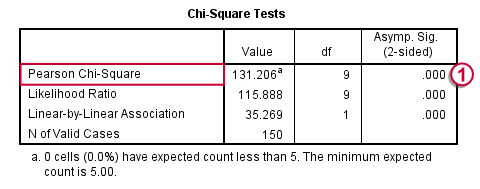 Chi-Square Tests
Value df Asymp. Sig. (2-sided)
Pearson Chi-Square 131.206a 9 .000 1
Likelihood Ratio 115.888 9 .000
Linear-by-Linear Association 35.269 1 .000
N of Valid Cases 150
a. 0 cells (0.0%) have expected count less than 5. The minimum expected
count is 5.00.